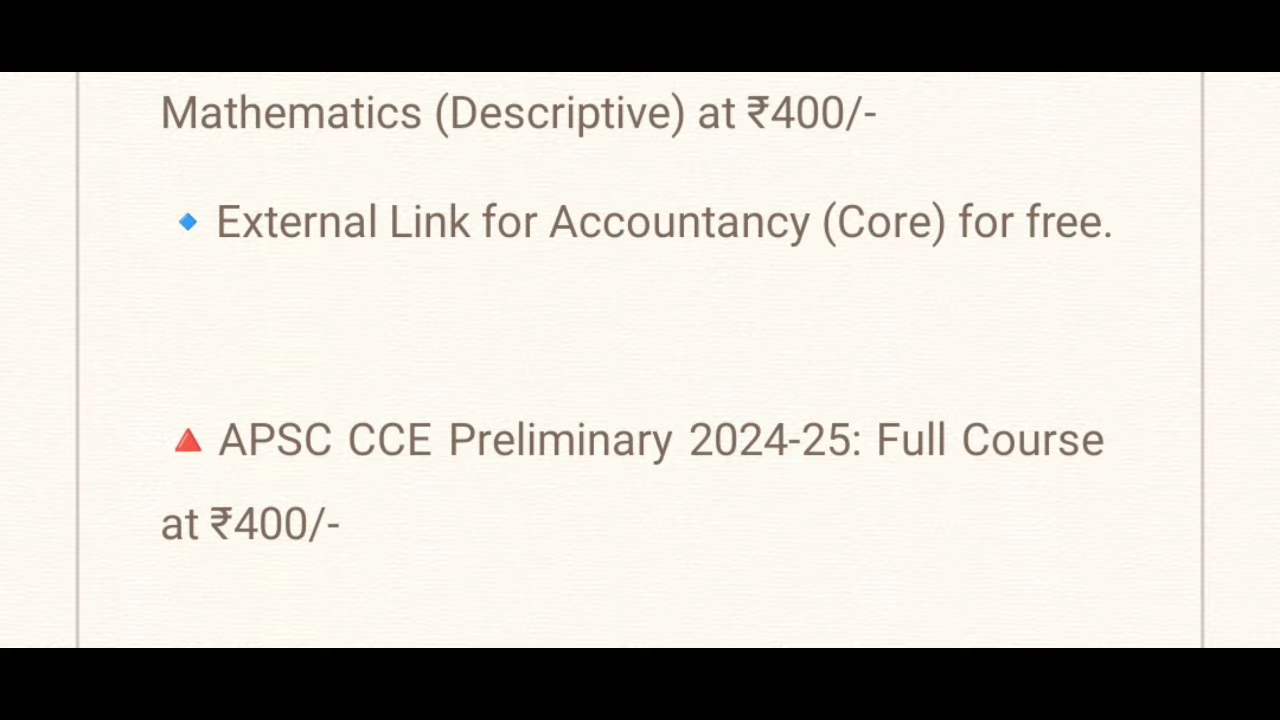 Mathematics (Descriptive) at ₹400/-
🔹 External Link for Accountancy (Core) for free.
🔺 APSC CCE Preliminary 2024-25: Full Course
at ₹400/-